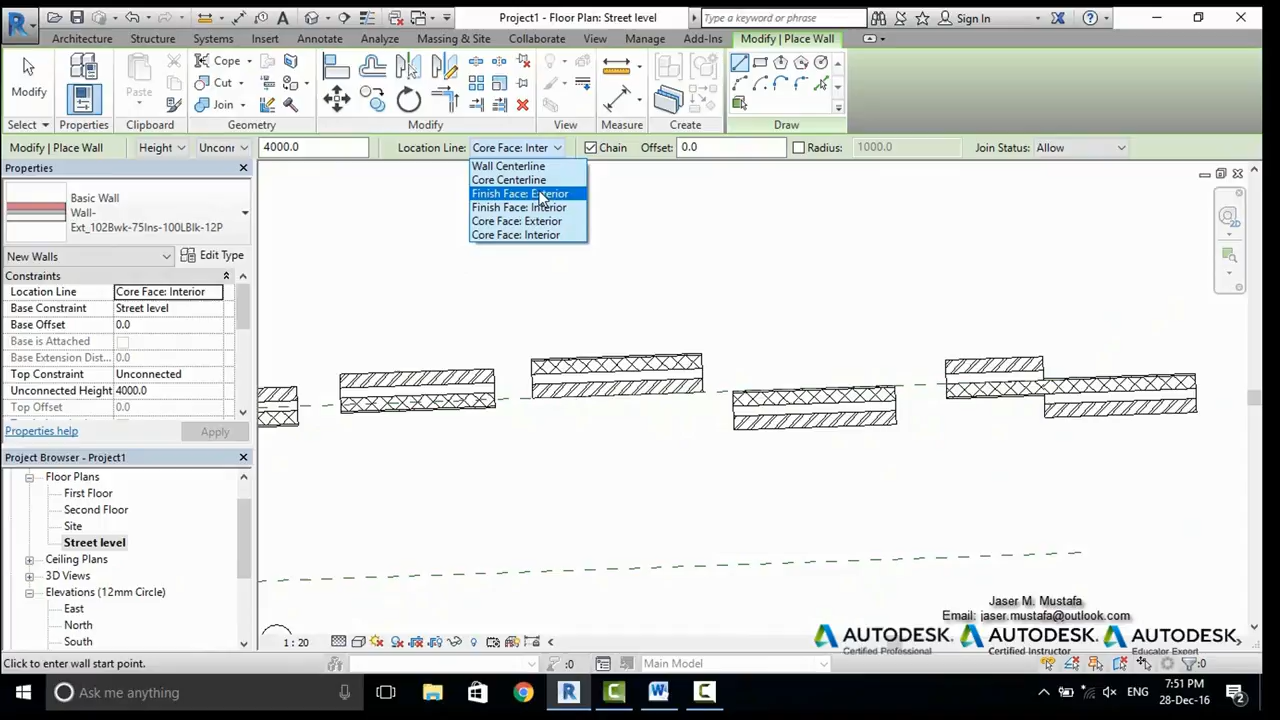 Project1 - Floor Plan: Street level
Type a keyword or phrase
Sign In
Architecture Structure Systems Insert Annotate Analyze Massing & Site Collaborate View Manage Add-Ins Modify | Place Wall
Modify
Paste
Cope
Cut
Join
Select Properties Clipboard Geometry Modify View Measure Create Draw
Modify | Place Wall Height Unconr 4000.0 Location Line: Core Face: Inter Chain Offset: 0.0 Radius: 1000.0 Join Status: Allow
Wall Centerline
Core Centerline
Finish Face: Exterior
Finish Face: Interior
Core Face: Exterior
Core Face: Interior
Properties
Basic Wall
Wall-
Ext_102Bwk-75Ins-100LBlk-12P
New Walls Edit Type
Constraints
Location Line Core Face: Interior
Base Constraint Street level
Base Offset 0.0
Base is Attached
Base Extension Dist... 0.0
Top Constraint Unconnected
Unconnected Height 4000.0
Top Offset 0.0
Properties help Apply
Project Browser - Project1
Floor Plans
First Floor
Second Floor
Site
Street level
Ceiling Plans
3D Views
Elevations (12mm Circle)
East
North
South
Jaser M. Mustafa
Email: jaser.mustafa@outlook.com
AUTODESK. AUTODESK. AUTODESK.
Certified Professional Certified Instructor Educator Expert
1 : 20
Click to enter wall start point.
:0
Main Model
:0
Ask me anything
ENG
7:51 PM
28-Dec-16
2